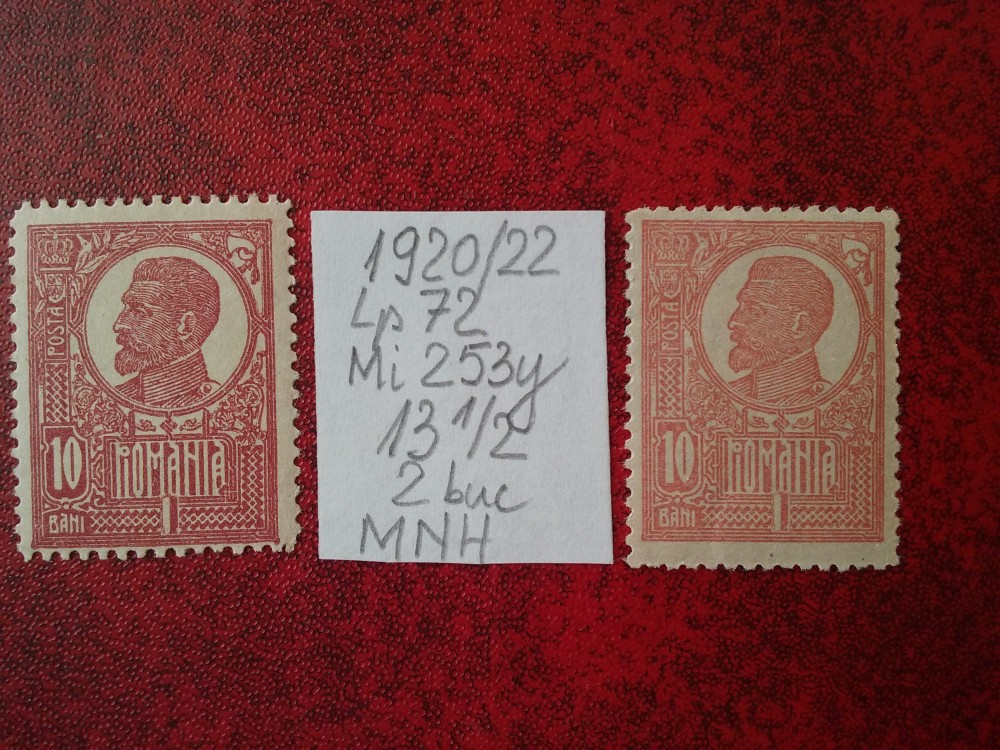 POSTA
10
ROMANIA
BANI
1920/22
Lp 72
Mi 253y
13 1/2
2 buc
MNH
POSTA
10
ROMANIA
BANI